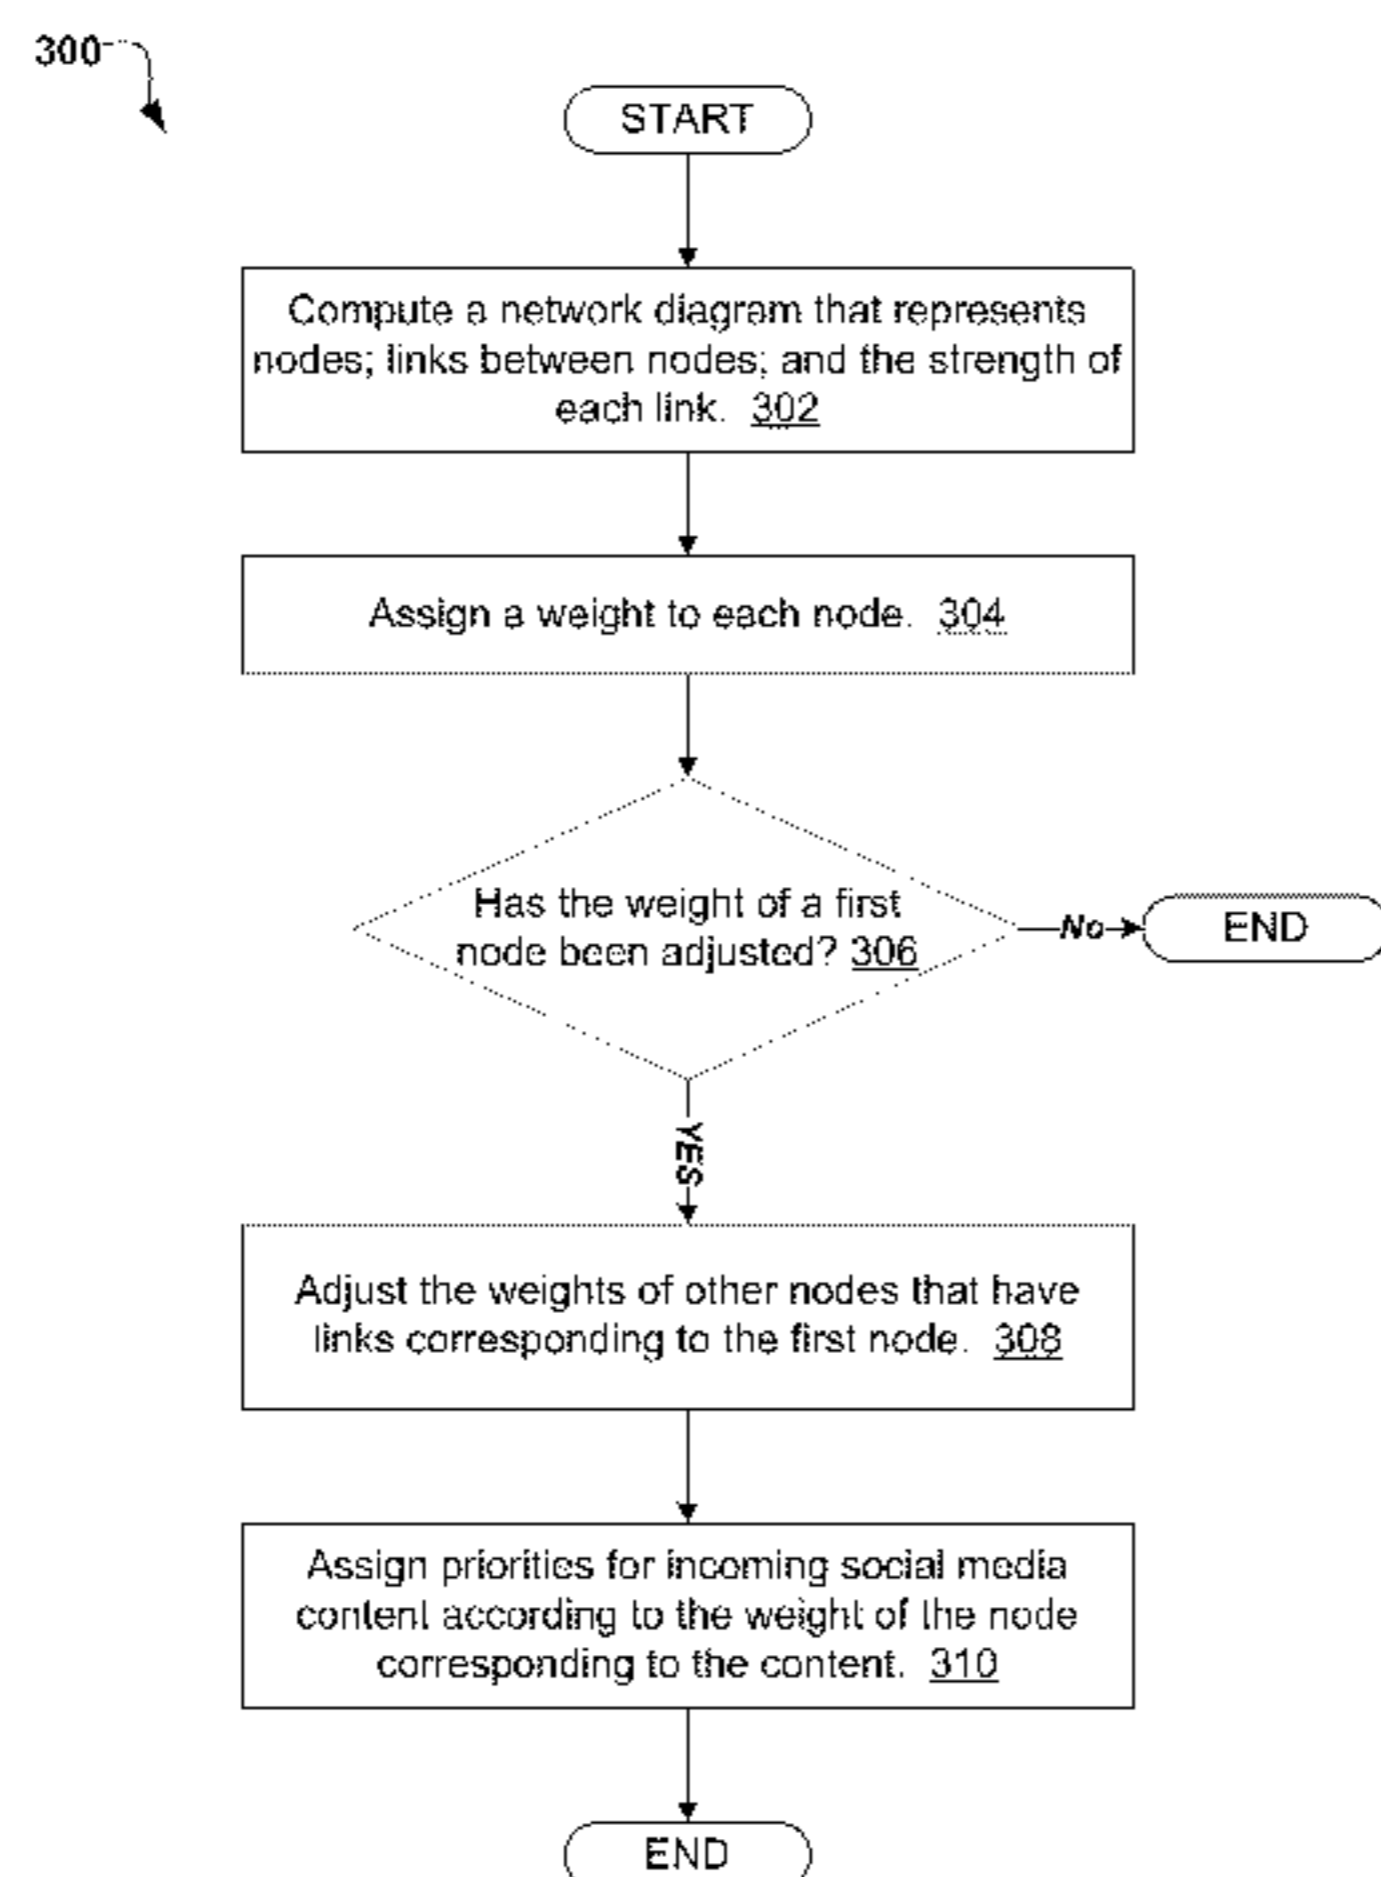 300
START
Compute a network diagram that represents
nodes; links between nodes; and the strength of
each link. 302
Assign a weight to each node. 304
Has the weight of a first
node been adjusted? 306
No
END
YES
Adjust the weights of other nodes that have
links corresponding to the first node. 308
Assign priorities for incoming social media
content according to the weight of the node
corresponding to the content. 310
END